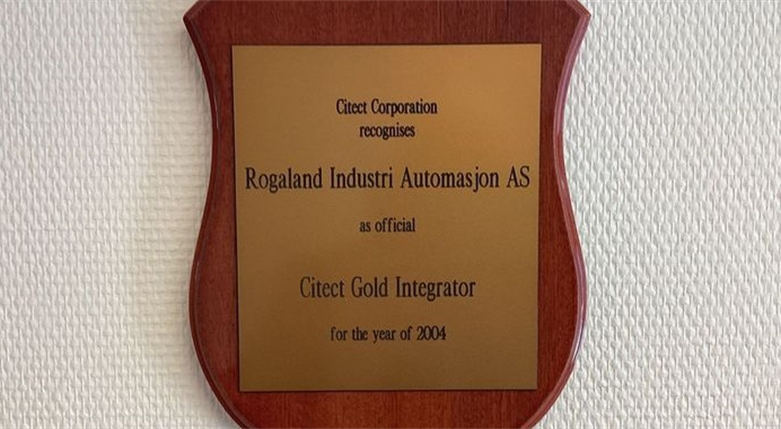 Citect Corporation
recognises
Rogaland Industri Automasjon AS
as official
Citect Gold Integrator
for the year of 2004